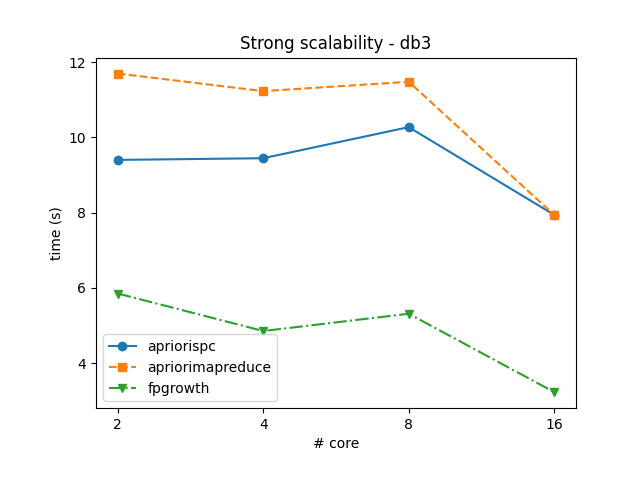 Strong scalability - db3
12
10
8
6
4
time (s)
apriorispc
apriorimapreduce
fpgrowth
2
4
8
16
# core